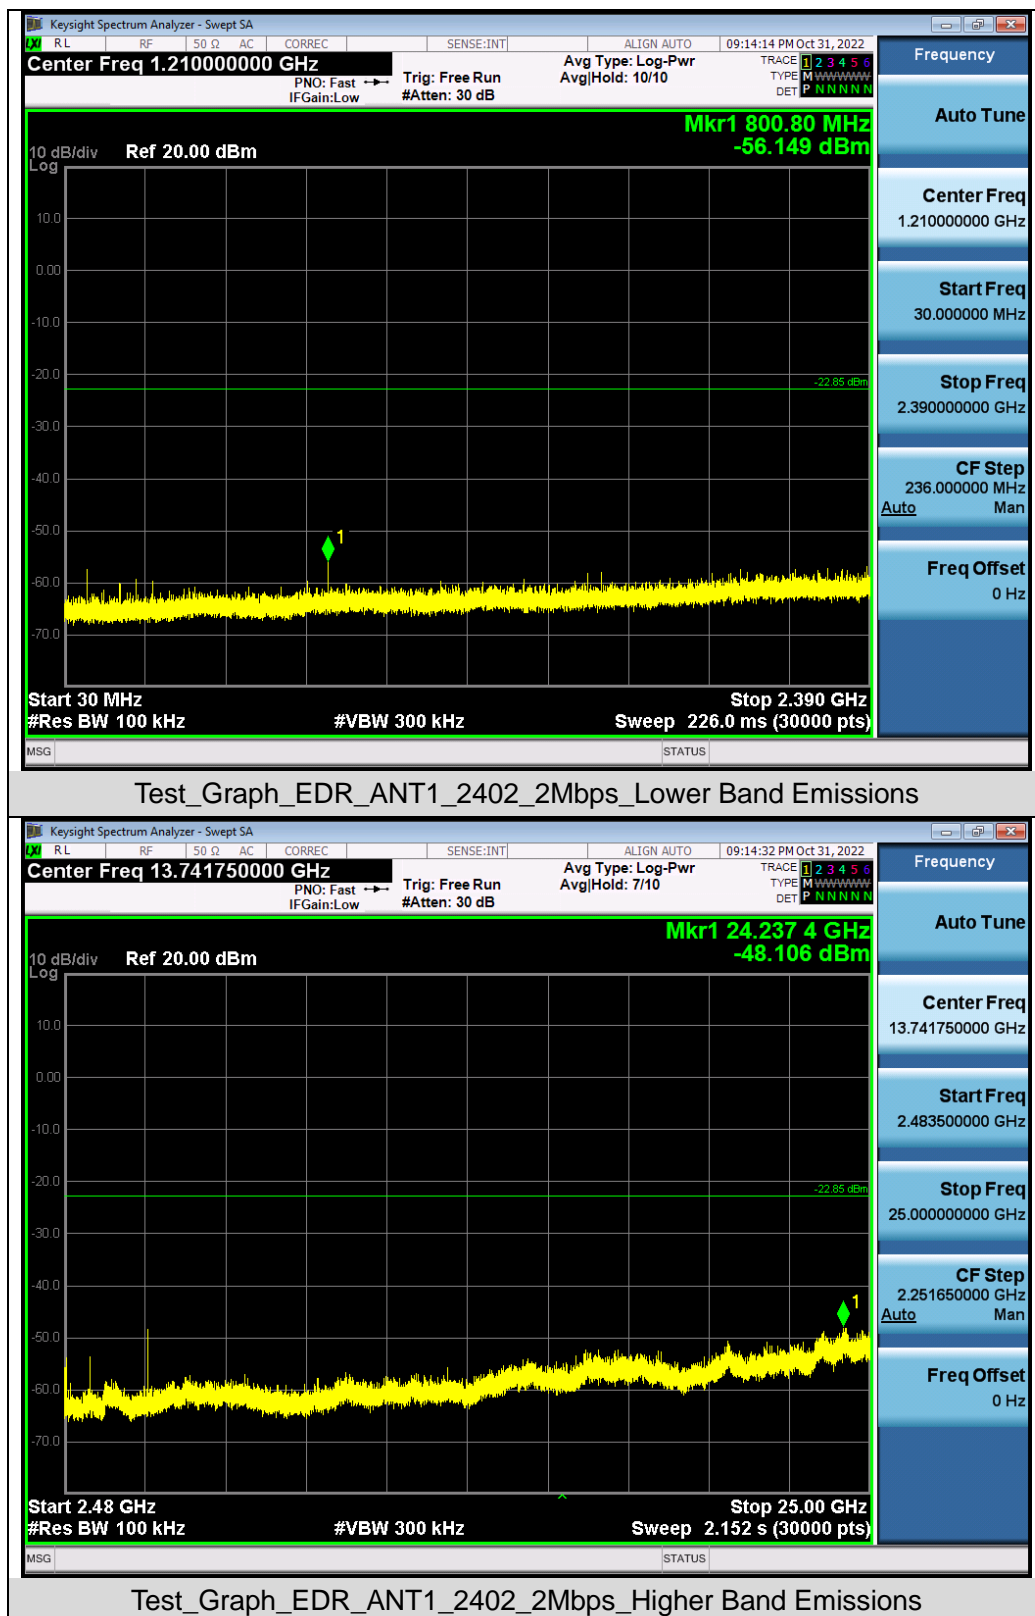 Keysight Spectrum Analyzer - Swept SA
LXI RL RF 50 Ω AC CORREC SENSE:INT ALIGN AUTO 09:14:14 PM Oct 31, 2022
Center Freq 1.210000000 GHz
PNO: Fast
IFGain:Low
Trig: Free Run
#Atten: 30 dB
Avg Type: Log-Pwr
Avg|Hold: 10/10
TRACE 1 2 3 4 5 6
TYPE M WWWWW
DET P N N N N N
Mkr1 800.80 MHz
-56.149 dBm
10 dB/div Ref 20.00 dBm
Log
10.0
0.00
-10.0
-20.0
-22.85 dBm
-30.0
-40.0
-50.0
1
-60.0
-70.0
Start 30 MHz Stop 2.390 GHz
#Res BW 100 kHz #VBW 300 kHz Sweep 226.0 ms (30000 pts)
MSG STATUS
Frequency
Auto Tune
Center Freq
1.210000000 GHz
Start Freq
30.000000 MHz
Stop Freq
2.390000000 GHz
CF Step
236.000000 MHz
Auto Man
Freq Offset
0 Hz
Test_Graph_EDR_ANT1_2402_2Mbps_Lower Band Emissions
Keysight Spectrum Analyzer - Swept SA
LXI RL RF 50 Ω AC CORREC SENSE:INT ALIGN AUTO 09:14:32 PM Oct 31, 2022
Center Freq 13.741750000 GHz
PNO: Fast
IFGain:Low
Trig: Free Run
#Atten: 30 dB
Avg Type: Log-Pwr
Avg|Hold: 7/10
TRACE 1 2 3 4 5 6
TYPE M WWWWW
DET P N N N N N
Mkr1 24.237 4 GHz
-48.106 dBm
10 dB/div Ref 20.00 dBm
Log
10.0
0.00
-10.0
-20.0
-22.85 dBm
-30.0
-40.0
1
-50.0
-60.0
-70.0
Start 2.48 GHz Stop 25.00 GHz
#Res BW 100 kHz #VBW 300 kHz Sweep 2.152 s (30000 pts)
MSG STATUS
Frequency
Auto Tune
Center Freq
13.741750000 GHz
Start Freq
2.483500000 GHz
Stop Freq
25.000000000 GHz
CF Step
2.251650000 GHz
Auto Man
Freq Offset
0 Hz
Test_Graph_EDR_ANT1_2402_2Mbps_Higher Band Emissions